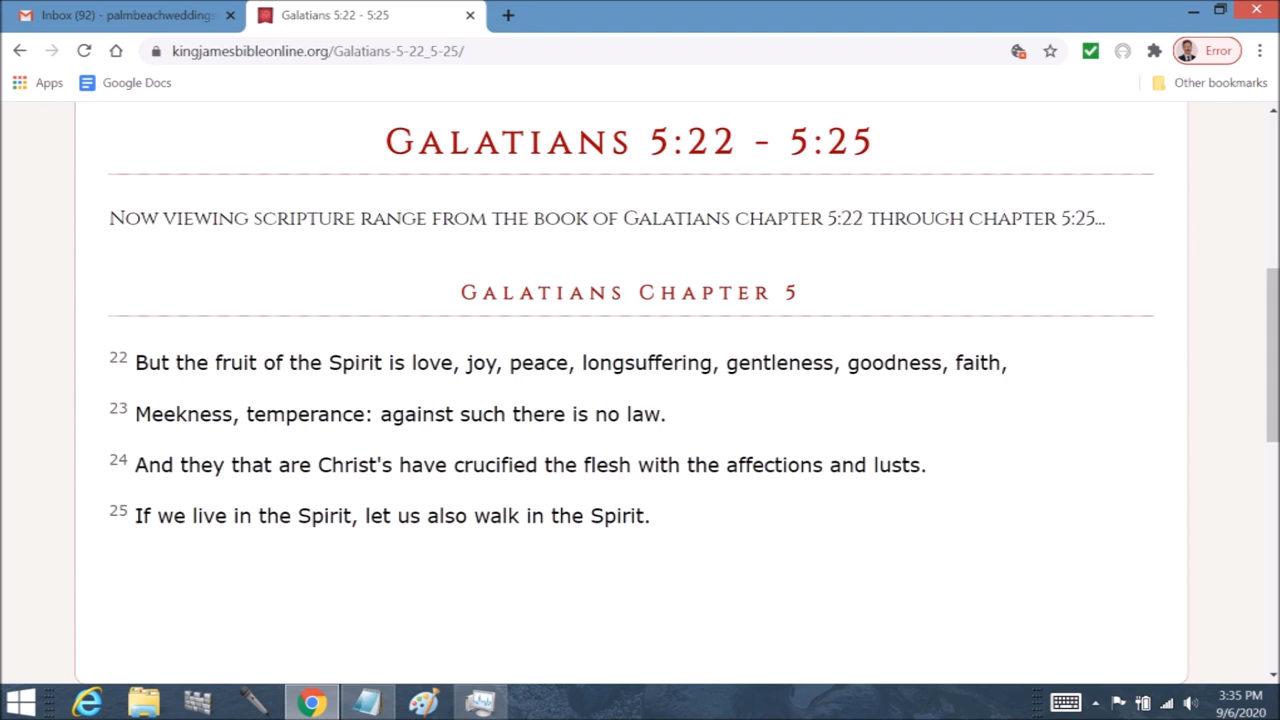 Inbox (92) - palmbeachwedding
Galatians 5:22 - 5:25
kingjamesbibleonline.org/Galatians-5-22_5-25/
Error
Apps
Google Docs
Other bookmarks
Galatians 5:22 - 5:25
Now viewing scripture range from the book of Galatians chapter 5:22 through chapter 5:25...
Galatians Chapter 5
22 But the fruit of the Spirit is love, joy, peace, longsuffering, gentleness, goodness, faith,
23 Meekness, temperance: against such there is no law.
24 And they that are Christ's have crucified the flesh with the affections and lusts.
25 If we live in the Spirit, let us also walk in the Spirit.
3:35 PM
9/6/2020